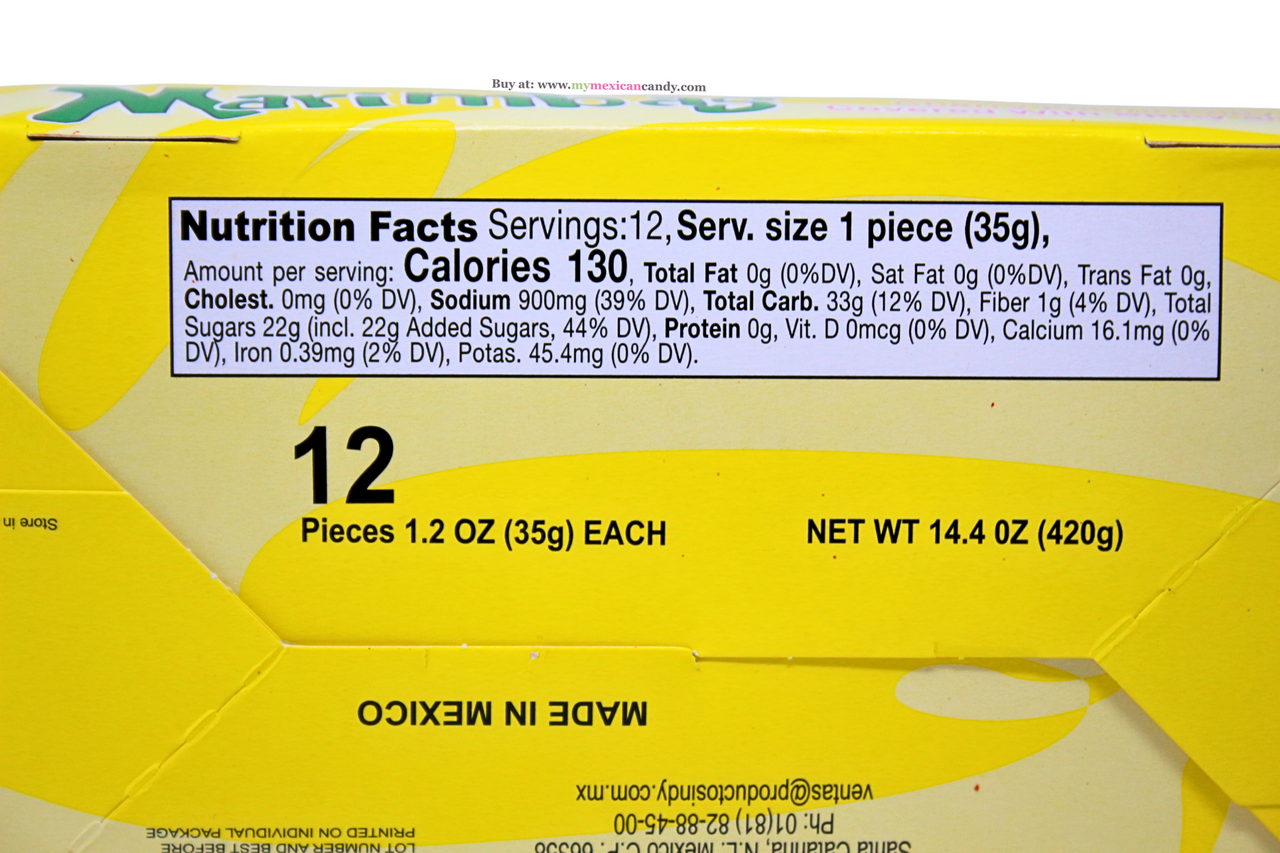 Buy at: www.mymexicancandy.com
Marimbas
Nutrition Facts Servings:12, Serv. size 1 piece (35g),
Amount per serving: Calories 130, Total Fat 0g (0%DV), Sat Fat 0g (0%DV), Trans Fat 0g,
Cholest. 0mg (0% DV), Sodium 900mg (39% DV), Total Carb. 33g (12% DV), Fiber 1g (4% DV), Total
Sugars 22g (incl. 22g Added Sugars, 44% DV), Protein 0g, Vit. D 0mcg (0% DV), Calcium 16.1mg (0%
DV), Iron 0.39mg (2% DV), Potas. 45.4mg (0% DV).
12
Pieces 1.2 OZ (35g) EACH
NET WT 14.4 0Z (420g)
Store in
MADE IN MEXICO
Santa Catarina, N.L. México C.P.
Ph: 01(81) 82-88-45-00
ventas@productosindy.com.mx
LOT NUMBER AND BEST BEFORE
PRINTED ON INDIVIDUAL PACKAGE